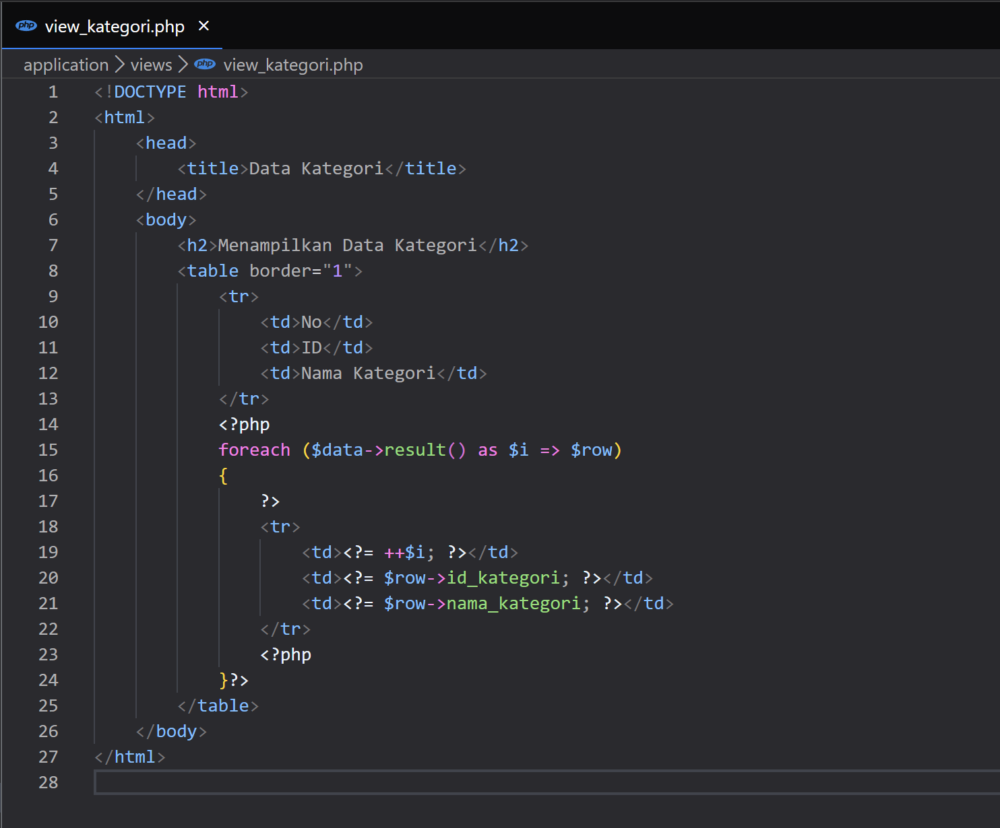 php view_kategori.php ×
application > views > php view_kategori.php
1 <!DOCTYPE html>
2 <html>
3     <head>
4         <title>Data Kategori</title>
5     </head>
6     <body>
7         <h2>Menampilkan Data Kategori</h2>
8         <table border="1">
9             <tr>
10                 <td>No</td>
11                 <td>ID</td>
12                 <td>Nama Kategori</td>
13             </tr>
14             <?php
15             foreach ($data->result() as $i => $row)
16             {
17                 ?>
18                 <tr>
19                     <td><?= ++$i; ?></td>
20                     <td><?= $row->id_kategori; ?></td>
21                     <td><?= $row->nama_kategori; ?></td>
22                 </tr>
23                 <?php
24             }?>
25         </table>
26     </body>
27 </html>
28